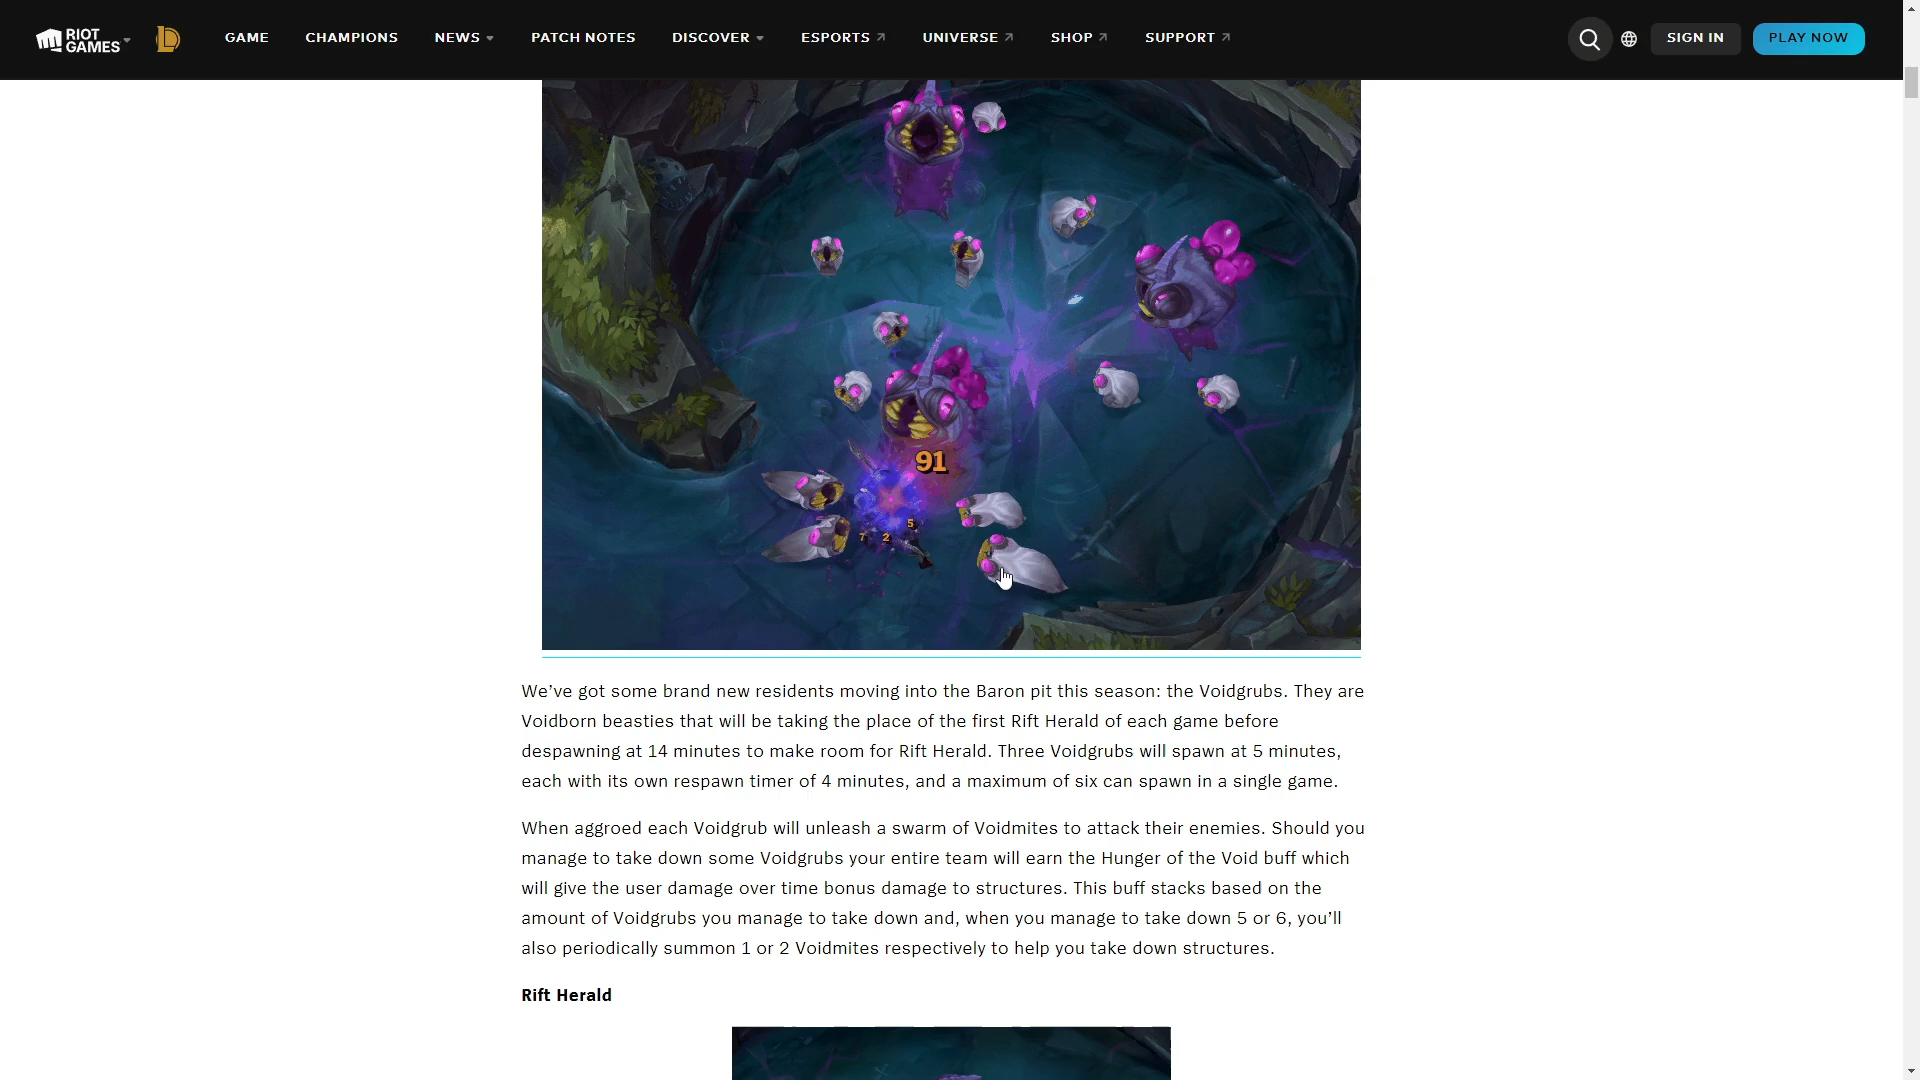 RIOT GAMES GAME CHAMPIONS NEWS PATCH NOTES DISCOVER ESPORTS UNIVERSE SHOP SUPPORT SIGN IN PLAY NOW
91
5
7 2
We’ve got some brand new residents moving into the Baron pit this season: the Voidgrubs. They are
Voidborn beasties that will be taking the place of the first Rift Herald of each game before
despawning at 14 minutes to make room for Rift Herald. Three Voidgrubs will spawn at 5 minutes,
each with its own respawn timer of 4 minutes, and a maximum of six can spawn in a single game.
When aggroed each Voidgrub will unleash a swarm of Voidmites to attack their enemies. Should you
manage to take down some Voidgrubs your entire team will earn the Hunger of the Void buff which
will give the user damage over time bonus damage to structures. This buff stacks based on the
amount of Voidgrubs you manage to take down and, when you manage to take down 5 or 6, you’ll
also periodically summon 1 or 2 Voidmites respectively to help you take down structures.
Rift Herald